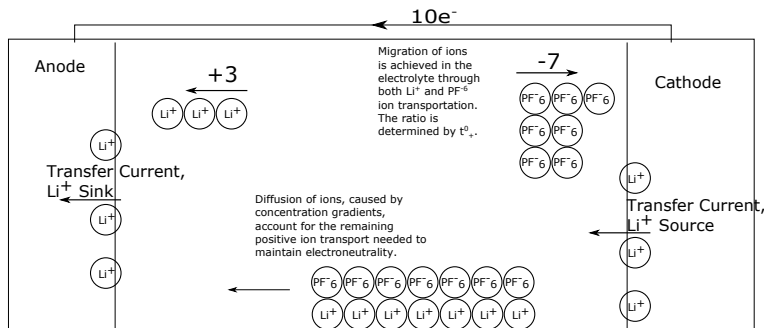 10e⁻
Anode
+3
Li⁺ Li⁺ Li⁺
Migration of ions
is achieved in the
electrolyte through
both Li⁺ and PF⁻⁶
ion transportation.
The ratio is
determined by t⁰₊.
-7
PF⁻6 PF⁻6 PF⁻6
PF⁻6 PF⁻6
PF⁻6 PF⁻6
Cathode
Li⁺
Transfer Current,
Li⁺ Sink
Li⁺
Li⁺
Diffusion of ions, caused by
concentration gradients,
account for the remaining
positive ion transport needed to
maintain electroneutrality.
Li⁺
Transfer Current,
Li⁺ Source
Li⁺
Li⁺
PF⁻6 PF⁻6 PF⁻6 PF⁻6 PF⁻6 PF⁻6 PF⁻6
Li⁺ Li⁺ Li⁺ Li⁺ Li⁺ Li⁺ Li⁺